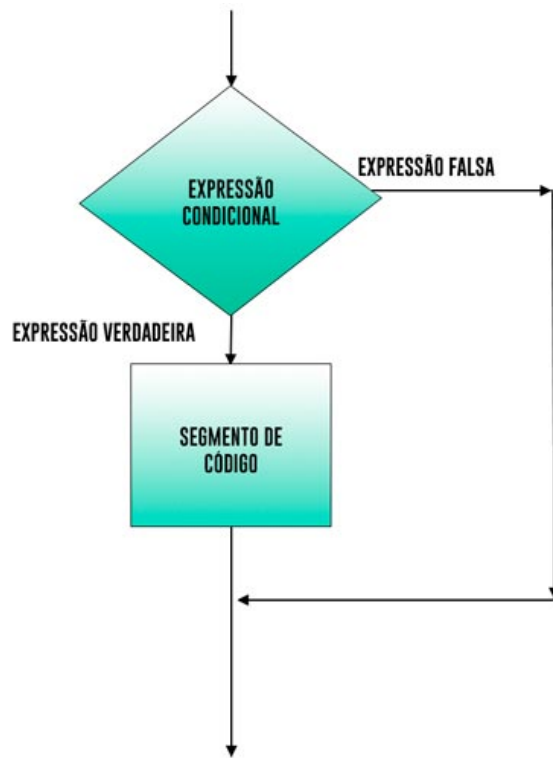 EXPRESSÃO FALSA
EXPRESSÃO
CONDICIONAL
EXPRESSÃO VERDADEIRA
SEGMENTO DE
CÓDIGO